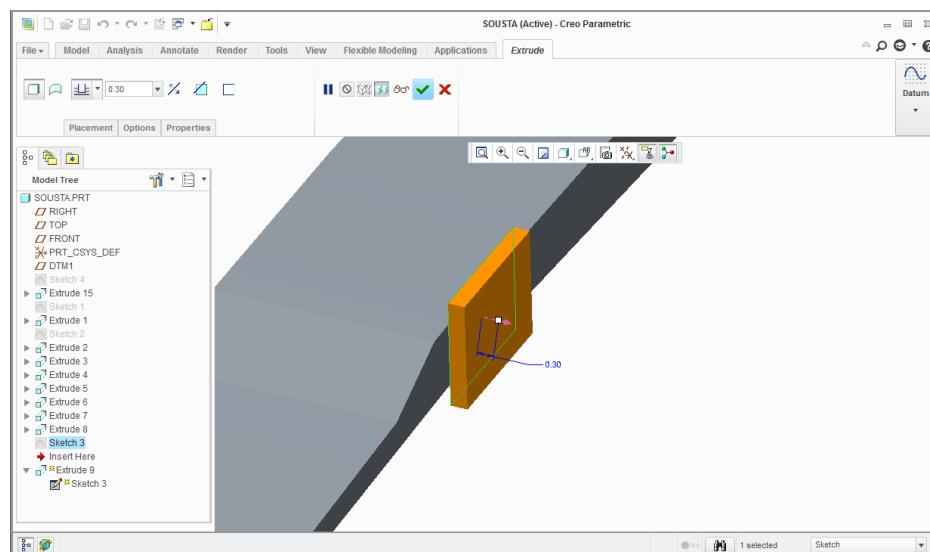 SOUSTA (Active) - Creo Parametric
File Model Analysis Annotate Render Tools View Flexible Modeling Applications Extrude
0.30
Datum
Placement Options Properties
Model Tree
SOUSTA.PRT
RIGHT
TOP
FRONT
PRT_CSYS_DEF
DTM1
Sketch 4
Extrude 15
Sketch 1
Extrude 1
Sketch 2
Extrude 2
Extrude 3
Extrude 4
Extrude 5
Extrude 6
Extrude 7
Extrude 8
Sketch 3
Insert Here
Extrude 9
Sketch 3
0.30
1 selected
Sketch